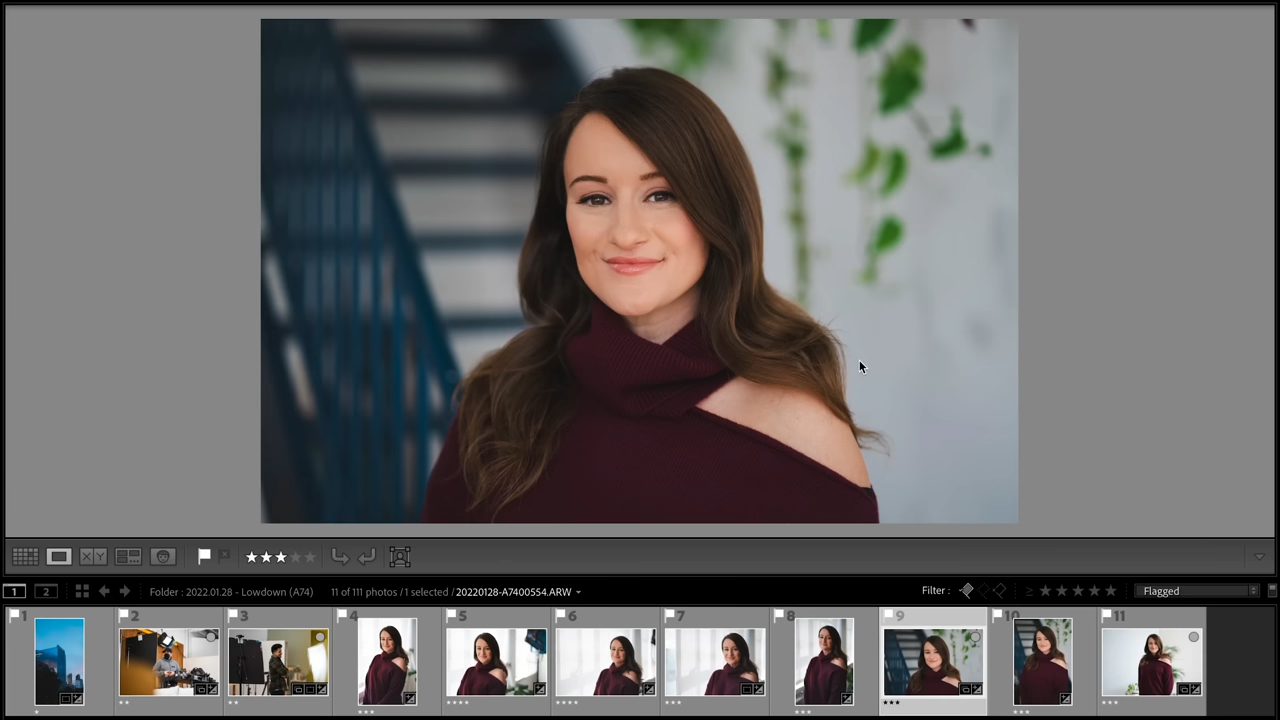 X Y
1 2 Folder : 2022.01.28 - Lowdown (A74) 11 of 111 photos / 1 selected / 20220128-A7400554.ARW Filter : ≥ Flagged
1 2 3 4 5 6 7 8 9 10 11